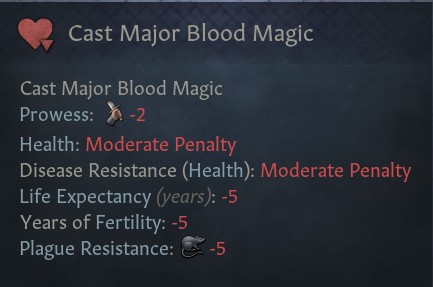 Cast Major Blood Magic
Cast Major Blood Magic
Prowess: -2
Health: Moderate Penalty
Disease Resistance (Health): Moderate Penalty
Life Expectancy (years): -5
Years of Fertility: -5
Plague Resistance: -5